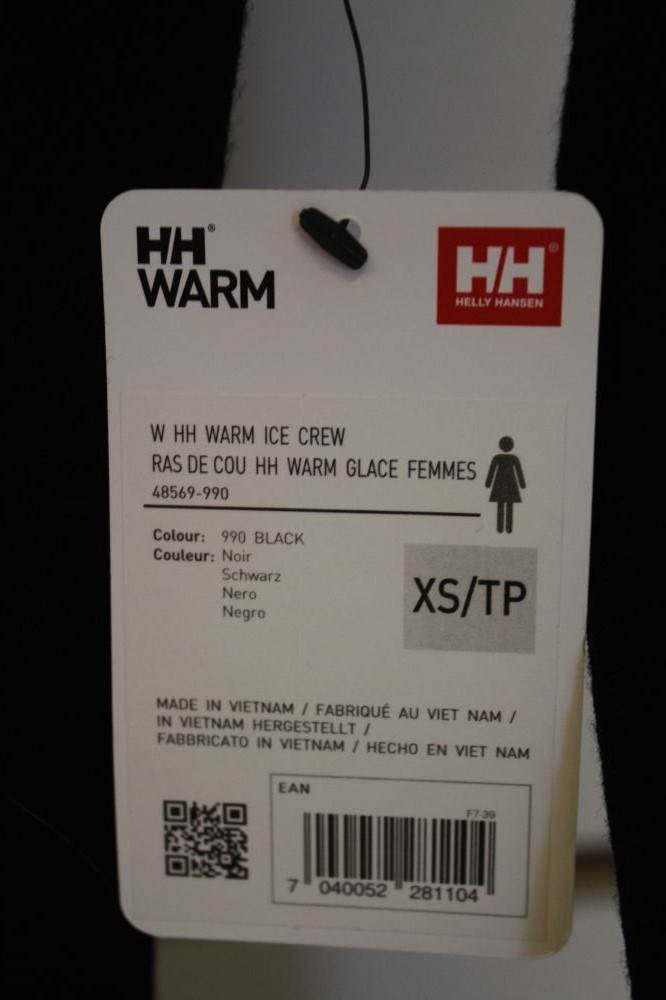 HH®
WARM
HH®
HELLY HANSEN
W HH WARM ICE CREW
RAS DE COU HH WARM GLACE FEMMES
48569-990
Colour: 990 BLACK
Couleur: Noir
Schwarz
Nero
Negro
XS/TP
MADE IN VIETNAM / FABRIQUÉ AU VIET NAM /
IN VIETNAM HERGESTELLT /
FABBRICATO IN VIETNAM / HECHO EN VIET NAM
EAN
F7-39
7 040052 281104